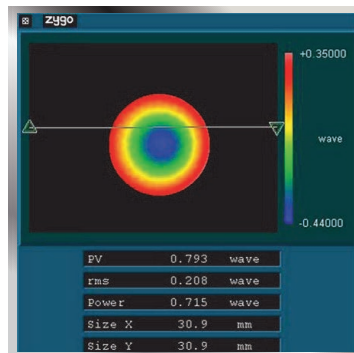 zygo
+0.35000
wave
-0.44000
PV 0.793 wave
rms 0.208 wave
Power 0.715 wave
Size X 30.9 mm
Size Y 30.9 mm